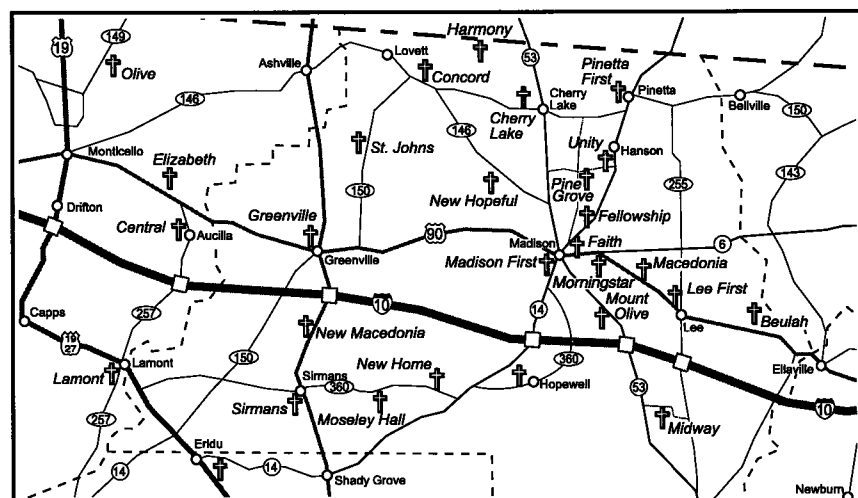 19
149
Olive
Ashville
Lovett
Harmony
Concord
53
Pinetta
First
Pinetta
Cherry
Lake
Cherry
Lake
Bellville
150
146
146
Monticello
Elizabeth
St. Johns
Unity
Hanson
143
150
New Hopeful
Pine
Grove
255
Drifton
Central
Aucilla
Greenville
Greenville
90
Fellowship
Madison
Faith
6
Madison First
Morningstar
Macedonia
Mount
Olive
Lee First
Lee
Beulah
Capps
257
10
14
19
27
150
New Macedonia
Lamont
Lamont
New Home
360
Hopewell
Ellaville
Sirmans
360
Sirmans
Moseley Hall
53
10
257
Midway
Eridu
14
14
Shady Grove
Newburn